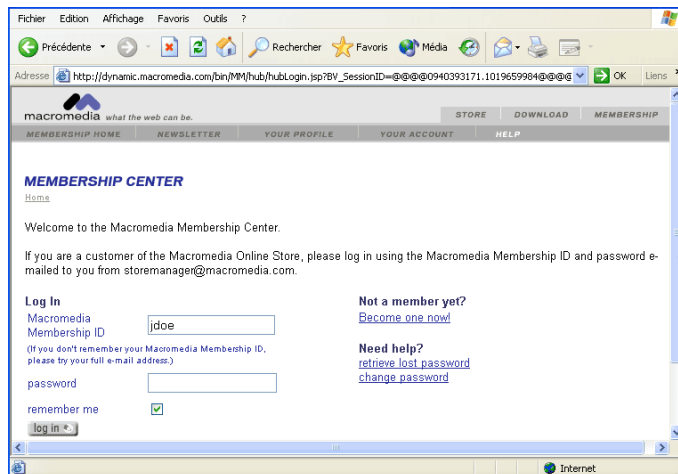 Fichier Edition Affichage Favoris Outils ?
Précédente Rechercher Favoris Média
Adresse http://dynamic.macromedia.com/bin/MM/hub/hubLogin.jsp?BV_SessionID=@@@@0940393171.1019659984@@@@ OK Liens
macromedia what the web can be.
STORE DOWNLOAD MEMBERSHIP
MEMBERSHIP HOME NEWSLETTER YOUR PROFILE YOUR ACCOUNT HELP
MEMBERSHIP CENTER
Home
Welcome to the Macromedia Membership Center.
If you are a customer of the Macromedia Online Store, please log in using the Macromedia Membership ID and password e-
mailed to you from storemanager@macromedia.com.
Log In
Macromedia
Membership ID
jdoe
(If you don't remember your Macromedia Membership ID,
please try your full e-mail address.)
password
remember me
log in
Not a member yet?
Become one now!
Need help?
retrieve lost password
change password
Internet